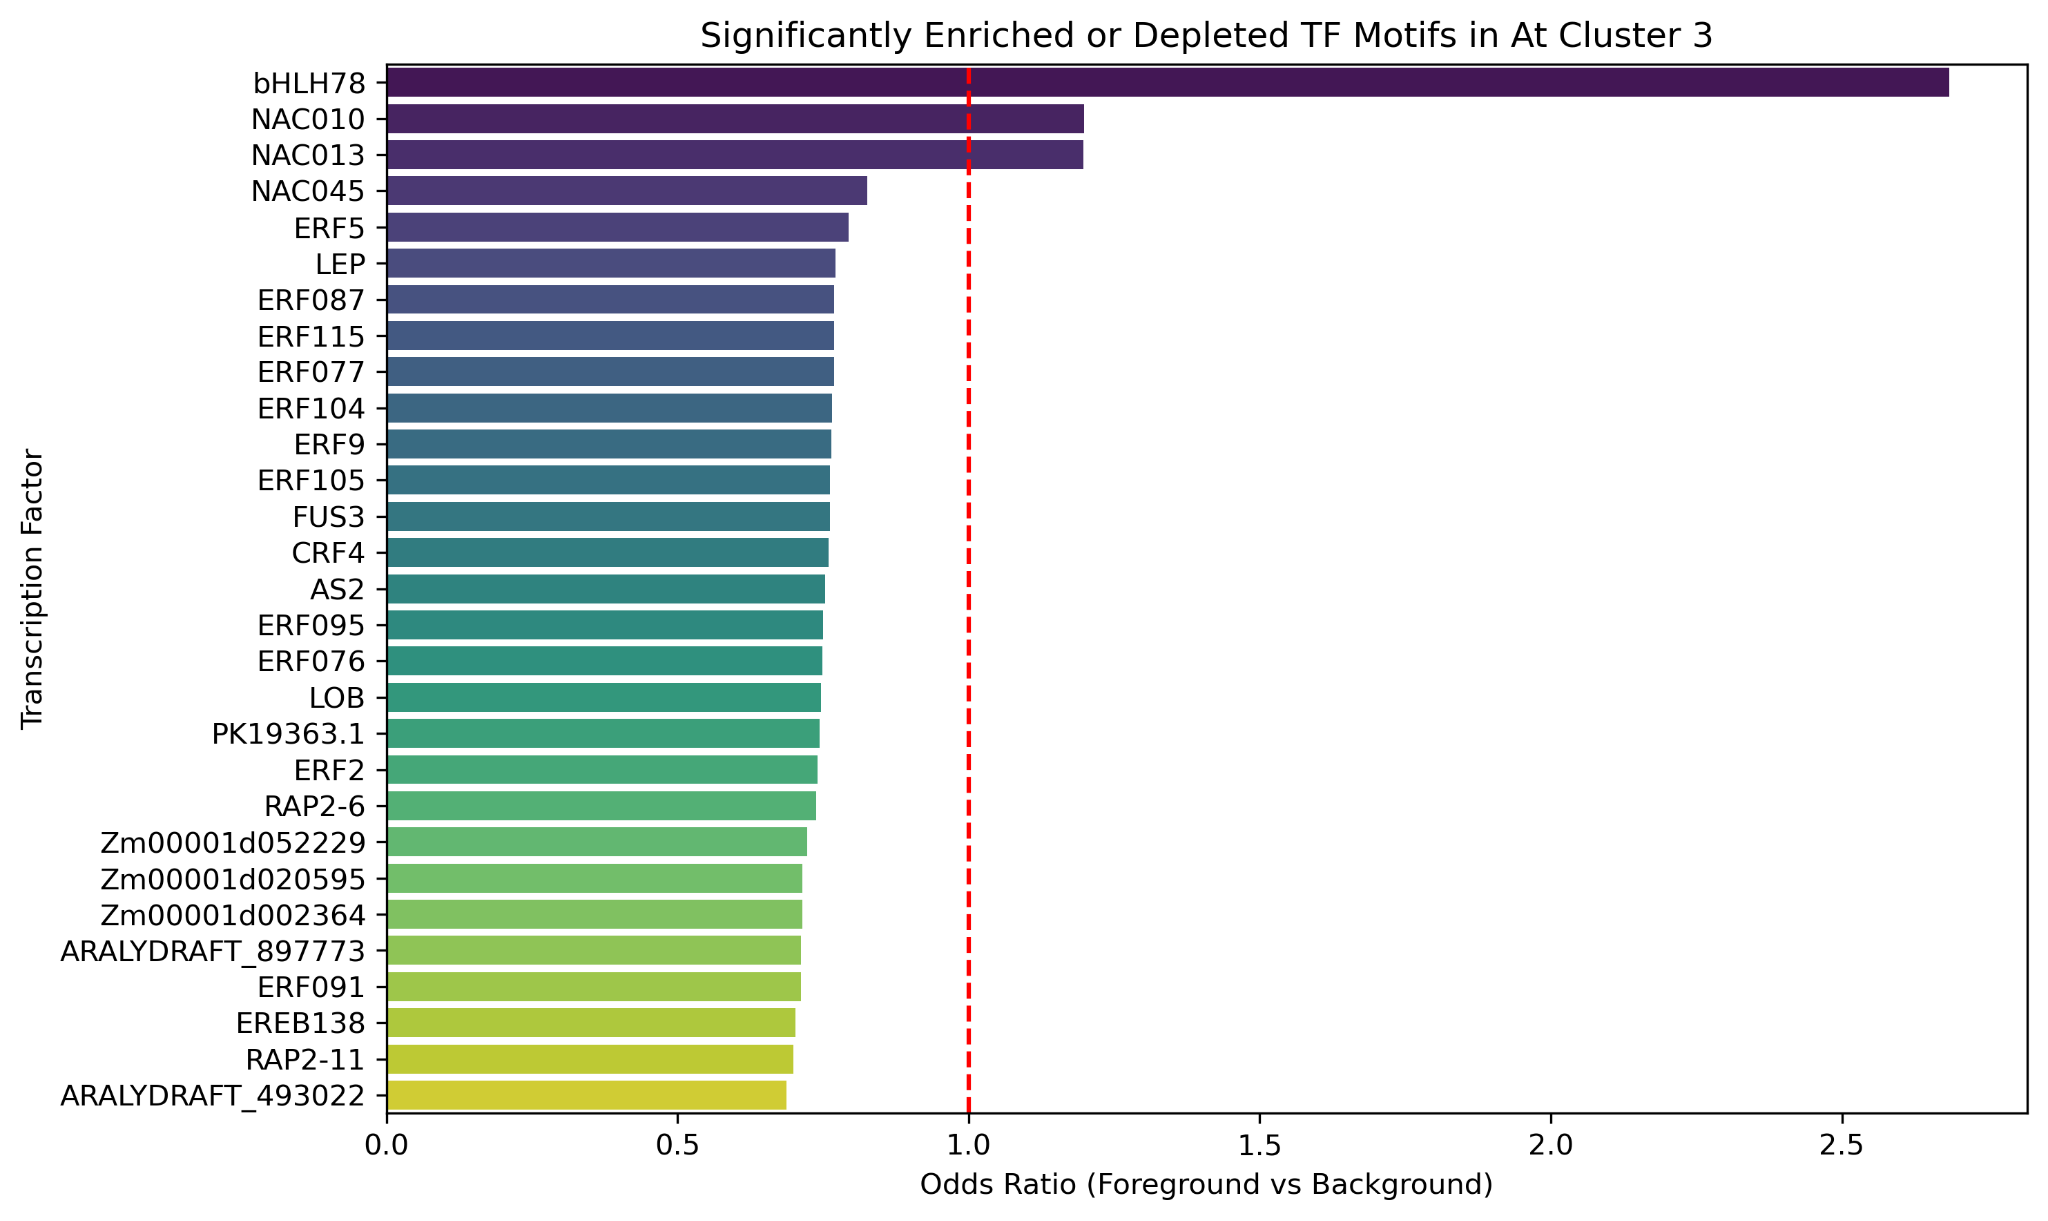 Significantly Enriched or Depleted TF Motifs in At Cluster 3
Transcription Factor
bHLH78
NAC010
NAC013
NAC045
ERF5
LEP
ERF087
ERF115
ERF077
ERF104
ERF9
ERF105
FUS3
CRF4
AS2
ERF095
ERF076
LOB
PK19363.1
ERF2
RAP2-6
Zm00001d052229
Zm00001d020595
Zm00001d002364
ARALYDRAFT_897773
ERF091
EREB138
RAP2-11
ARALYDRAFT_493022
0.0 0.5 1.0 1.5 2.0 2.5
Odds Ratio (Foreground vs Background)